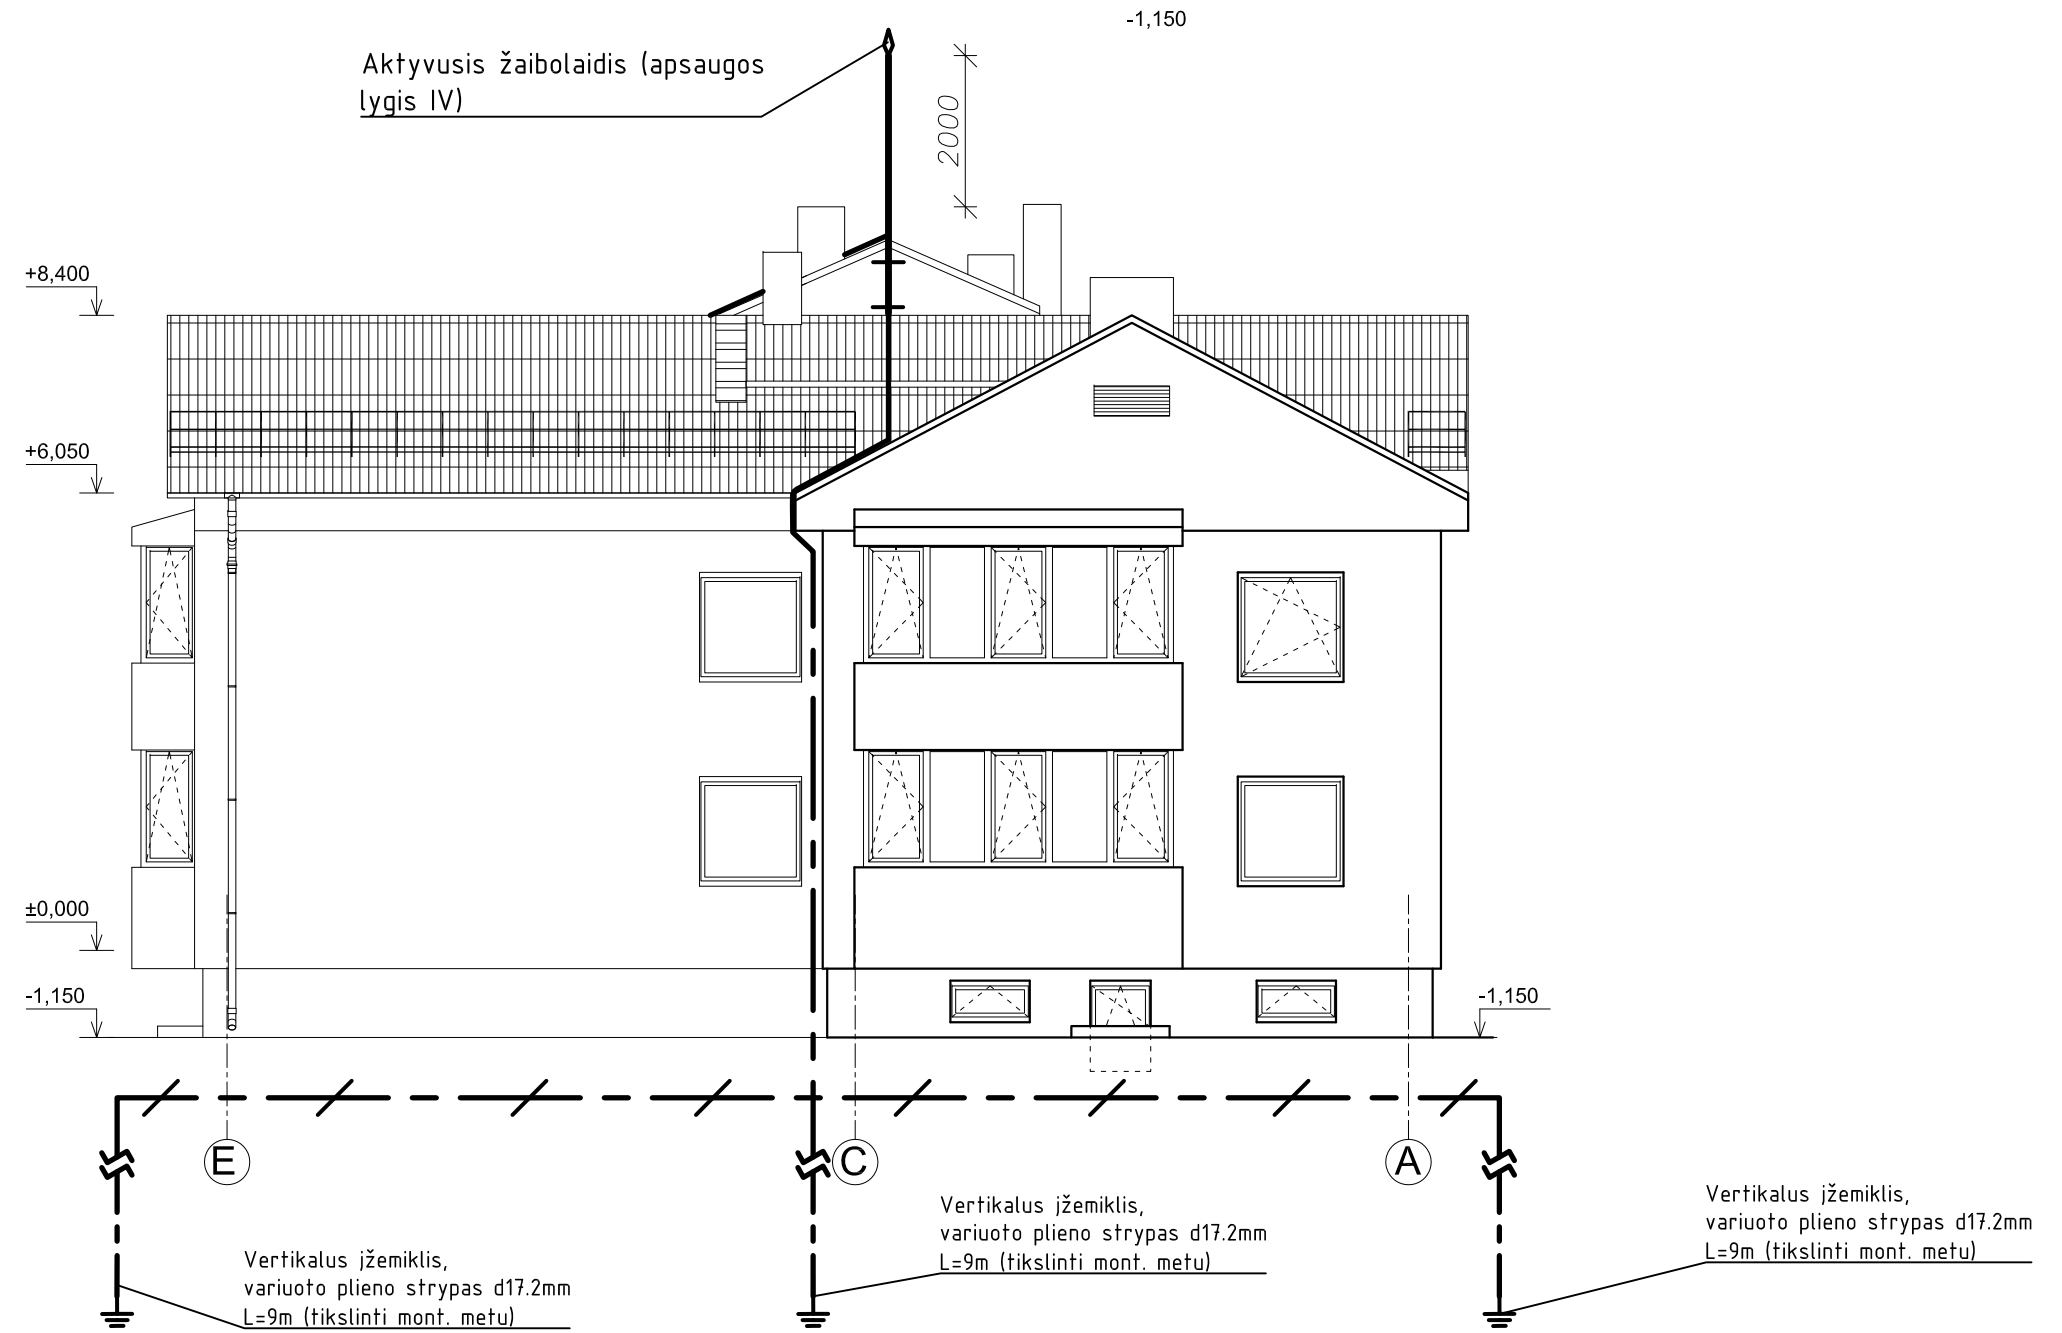 -1,150
Aktyvusis žaibolaidis (apsaugos
lygis IV)
2000
+8,400
+6,050
±0,000
-1,150
-1,150
E
C
A
Vertikalus įžemiklis,
variuoto plieno strypas d17.2mm
L=9m (tikslinti mont. metu)
Vertikalus įžemiklis,
variuoto plieno strypas d17.2mm
L=9m (tikslinti mont. metu)
Vertikalus įžemiklis,
variuoto plieno strypas d17.2mm
L=9m (tikslinti mont. metu)